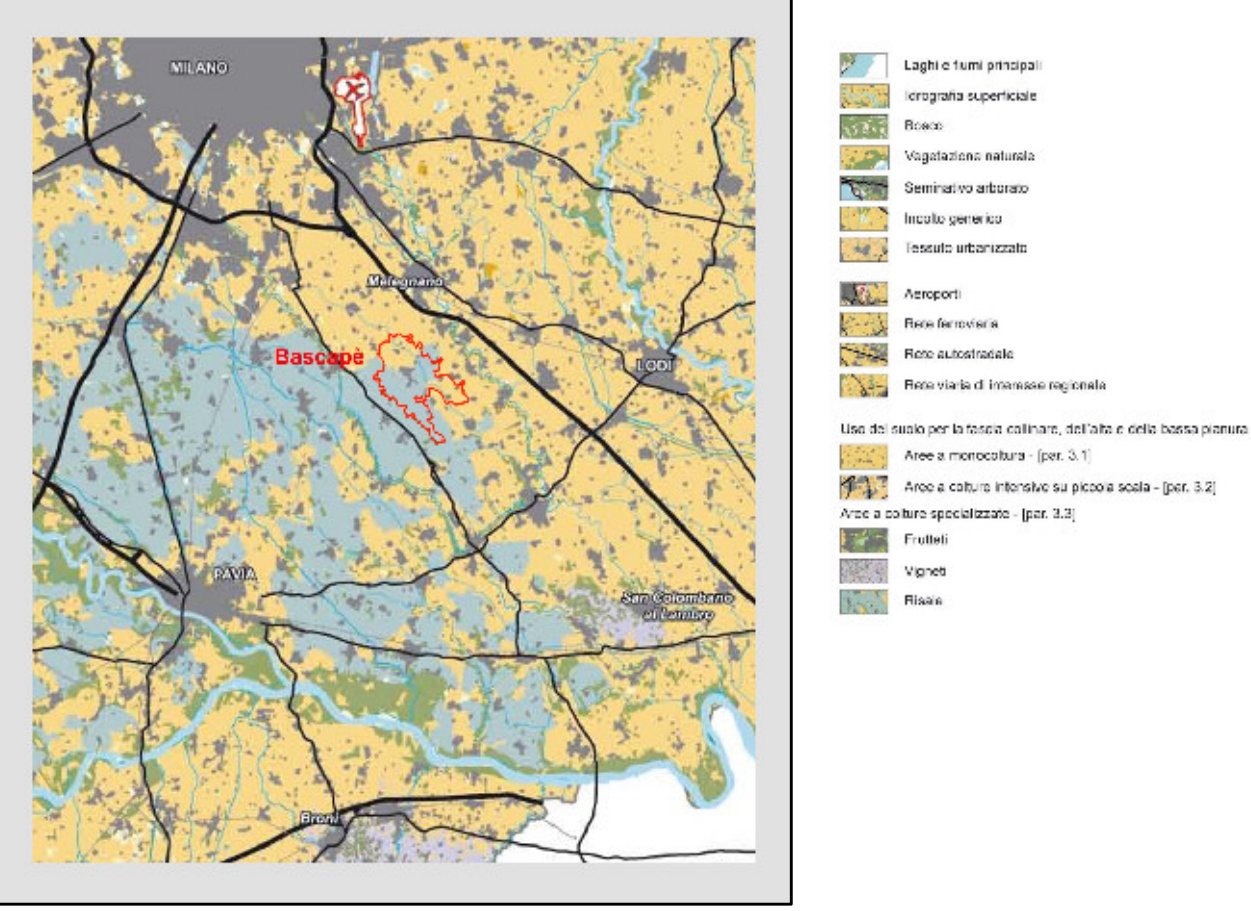 MILANO
Melegnano
Bascapè
LODI
PAVIA
San Colombano
al Lambro
Broni
Laghi e fiumi principali
Idrografia superficiale
Bosco
Vegetazione naturale
Seminativo arborato
Incolto generico
Tessuto urbanizzato
Aeroporti
Rete ferroviaria
Rete autostradale
Rete viaria di interesse regionale
Uso del suolo per la fascia collinare, dell'alta e della bassa pianura
Aree a monocoltura - [par. 3.1]
Aree a colture intensive su piccola scala - [par. 3.2]
Aree a colture specializzate - [par. 3.3]
Frutteti
Vigneti
Risaie